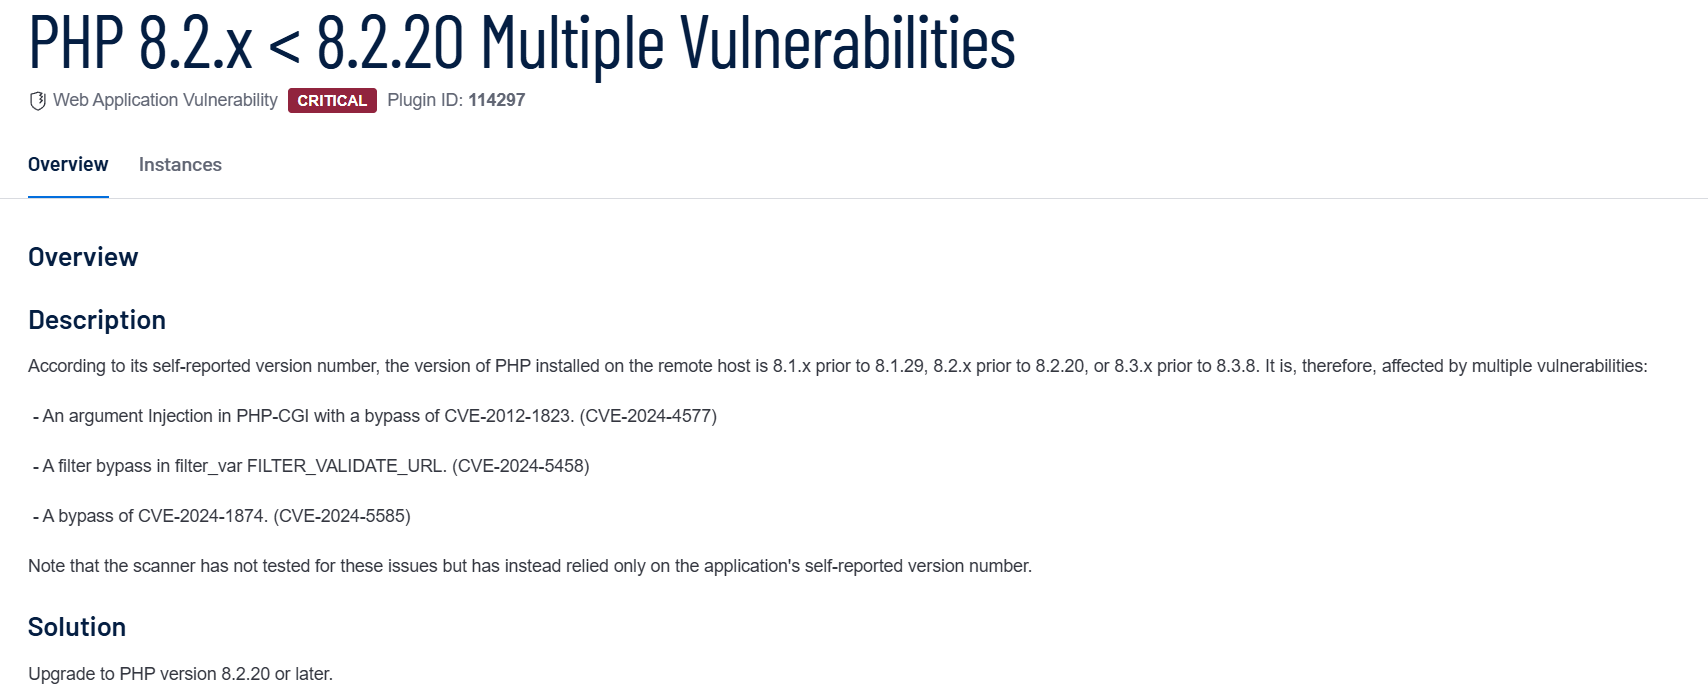 PHP 8.2.x < 8.2.20 Multiple Vulnerabilities
Web Application Vulnerability CRITICAL Plugin ID: 114297
Overview Instances
Overview
Description
According to its self-reported version number, the version of PHP installed on the remote host is 8.1.x prior to 8.1.29, 8.2.x prior to 8.2.20, or 8.3.x prior to 8.3.8. It is, therefore, affected by multiple vulnerabilities:
- An argument Injection in PHP-CGI with a bypass of CVE-2012-1823. (CVE-2024-4577)
- A filter bypass in filter_var FILTER_VALIDATE_URL. (CVE-2024-5458)
- A bypass of CVE-2024-1874. (CVE-2024-5585)
Note that the scanner has not tested for these issues but has instead relied only on the application's self-reported version number.
Solution
Upgrade to PHP version 8.2.20 or later.